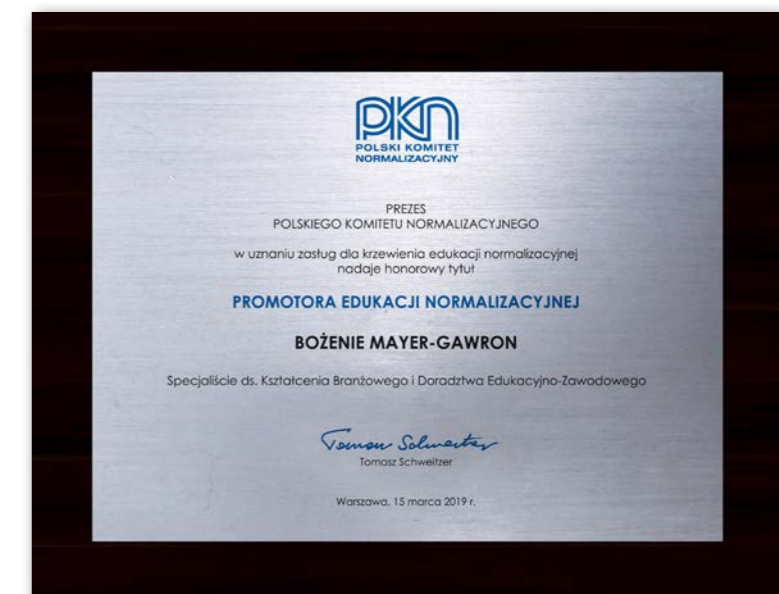 PKN
POLSKI KOMITET
NORMALIZACYJNY
PREZES
POLSKIEGO KOMITETU NORMALIZACYJNEGO
w uznaniu zasług dla krzewienia edukacji normalizacyjnej
nadaje honorowy tytuł
PROMOTORA EDUKACJI NORMALIZACYJNEJ
BOŻENIE MAYER-GAWRON
Specjaliście ds. Kształcenia Branżowego i Doradztwa Edukacyjno-Zawodowego
Tomasz Schweitzer
Tomasz Schweitzer
Warszawa, 15 marca 2019 r.